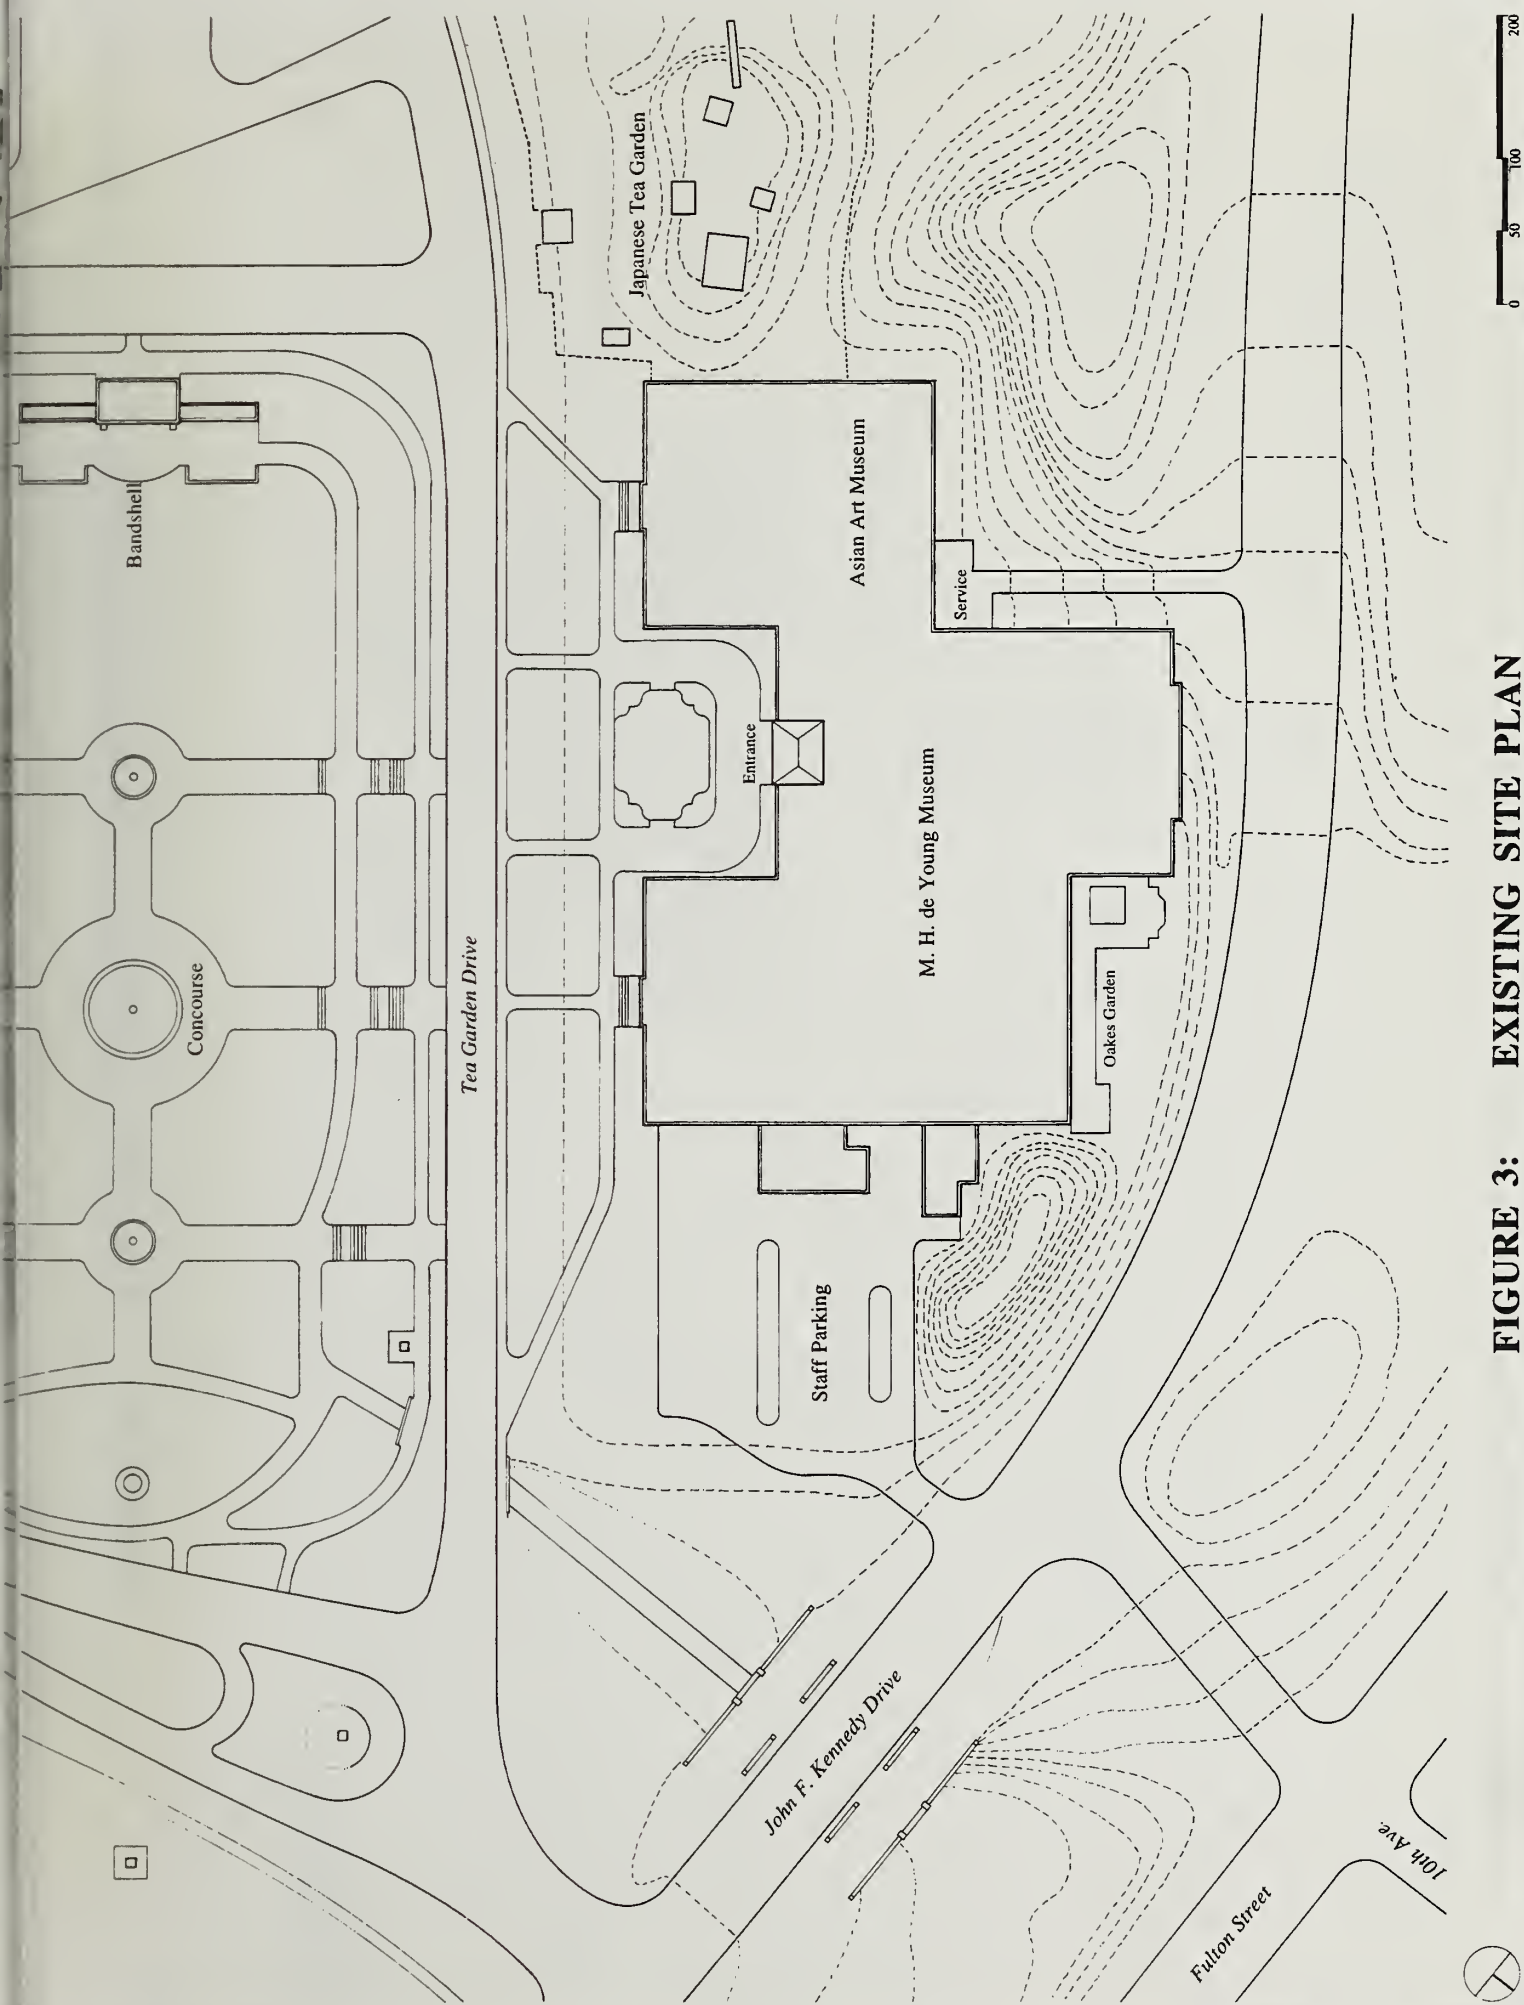 Bandshell
Concourse
Tea Garden Drive
Japanese Tea Garden
Asian Art Museum
Service
Entrance
M. H. de Young Museum
Oakes Garden
Staff Parking
John F. Kennedy Drive
Fulton Street
10th Ave.
0 50 100 200
FIGURE 3: EXISTING SITE PLAN